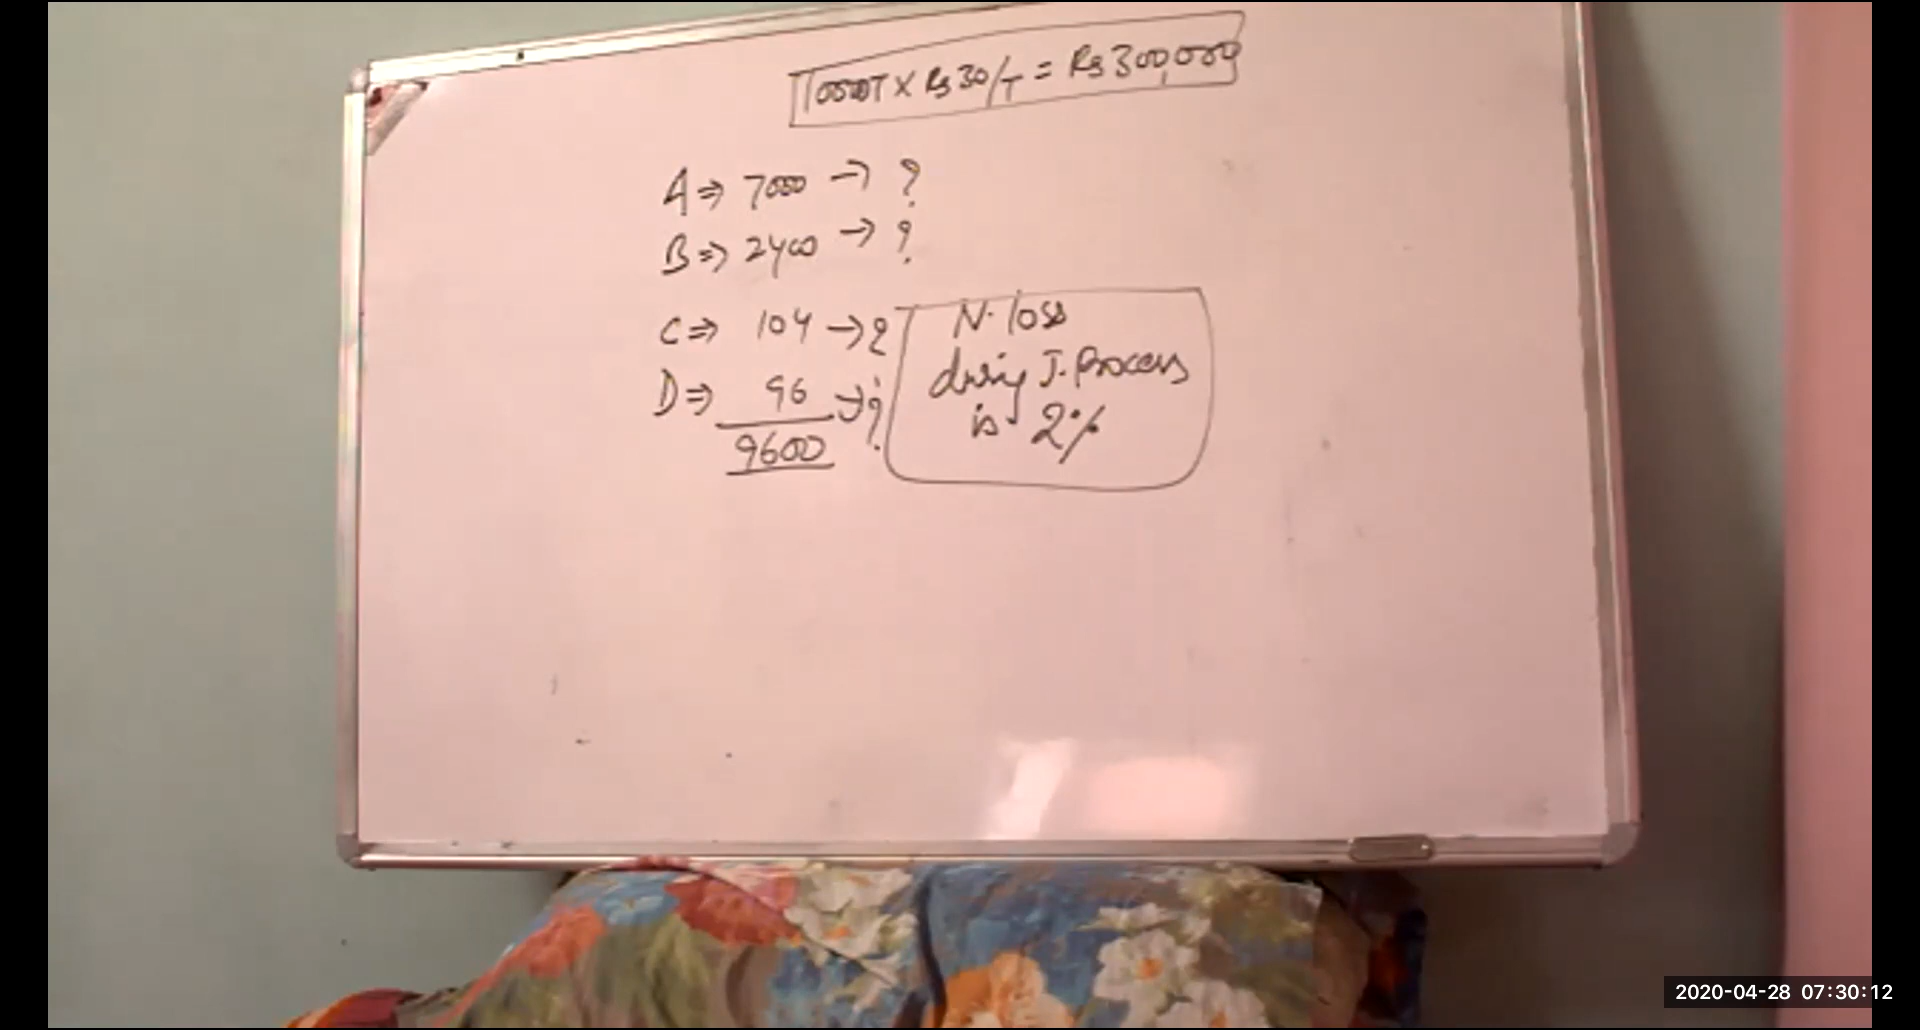 10000T × Rs 30/T = Rs 300,000
A ⇒ 7000 → ?
B ⇒ 2400 → ?
C ⇒ 104 → ?
D ⇒ 96 → ?
9600
N. loss
during J. Process
is 2%
2020-04-28 07:30:12